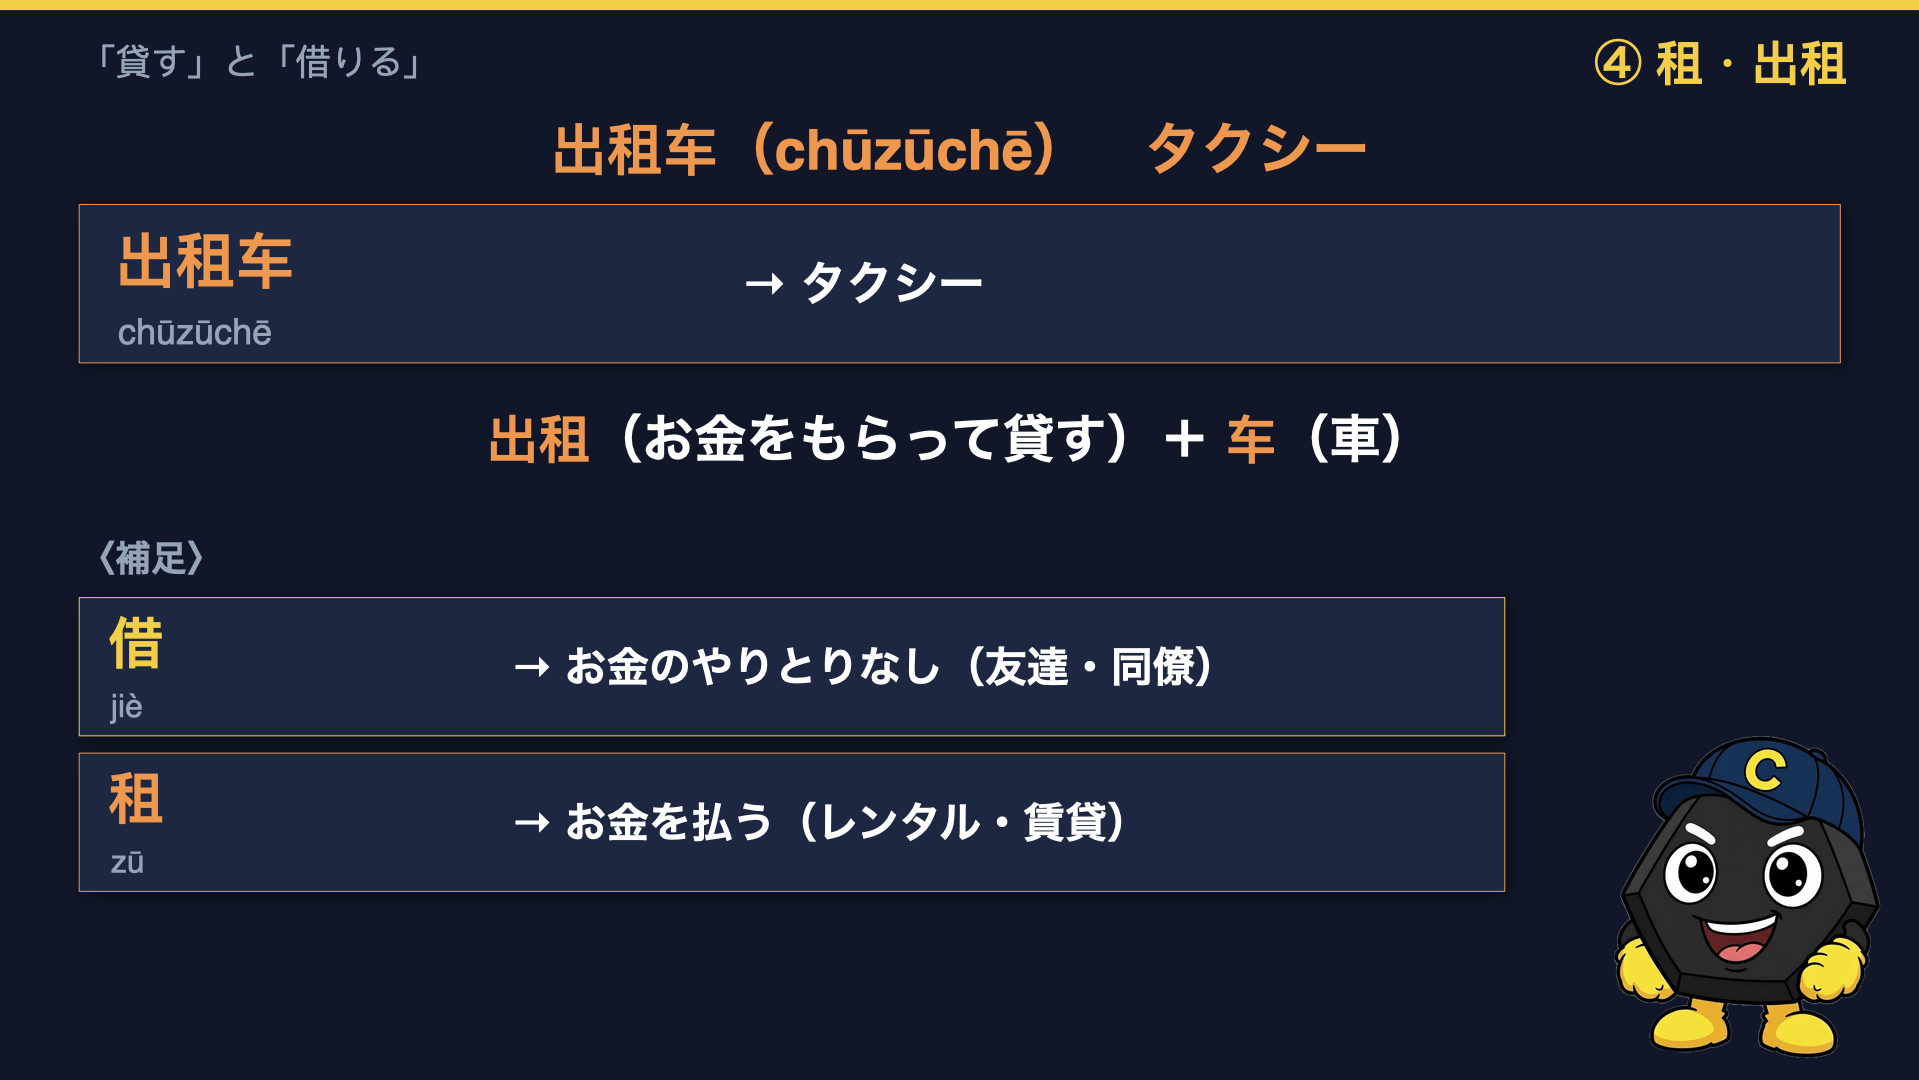 「貸す」と「借りる」
④ 租・出租
出租车（chūzūchē）　タクシー
出租车
chūzūchē
→ タクシー
出租（お金をもらって貸す）＋ 车（車）
〈補足〉
借
jiè
→ お金のやりとりなし（友達・同僚）
租
zū
→ お金を払う（レンタル・賃貸）
C